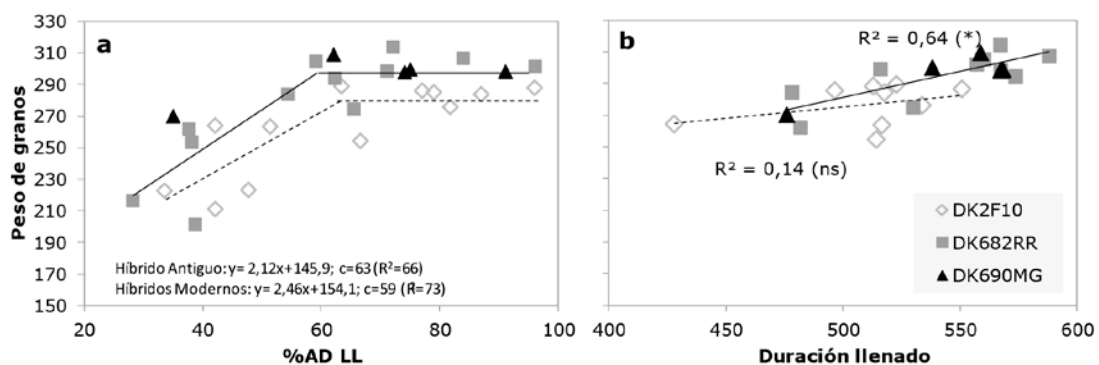 330
310
290
270
250
230
210
190
170
150
Peso de granos
a
Híbrido Antiguo: y= 2,12x+145,9; c=63 (R²=66)
Híbridos Modernos: y= 2,46x+154,1; c=59 (R²=73)
20 40 60 80 100
%AD LL
b
R² = 0,64 (*)
R² = 0,14 (ns)
DK2F10
DK682RR
DK690MG
400 450 500 550 600
Duración llenado